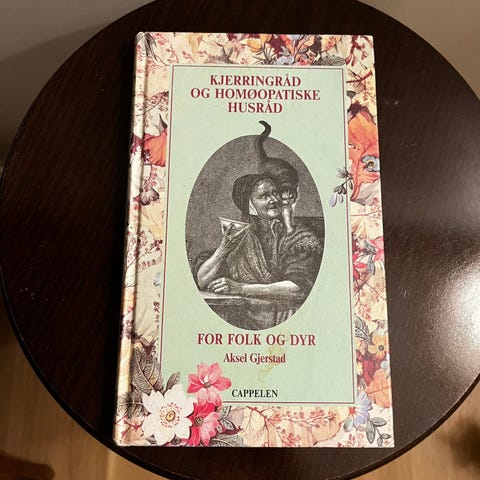 KJERRINGRÅD
OG HOMØOPATISKE
HUSRÅD
FOR FOLK OG DYR
Aksel Gjerstad
CAPPELEN